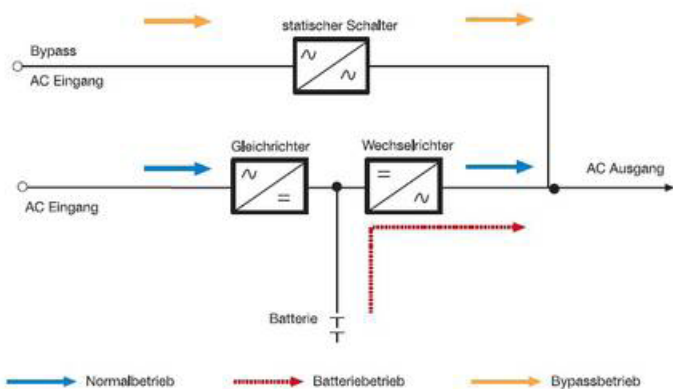 statischer Schalter
Bypass
AC Eingang
Gleichrichter
Wechselrichter
AC Eingang
AC Ausgang
Batterie
Normalbetrieb
Batteriebetrieb
Bypassbetrieb